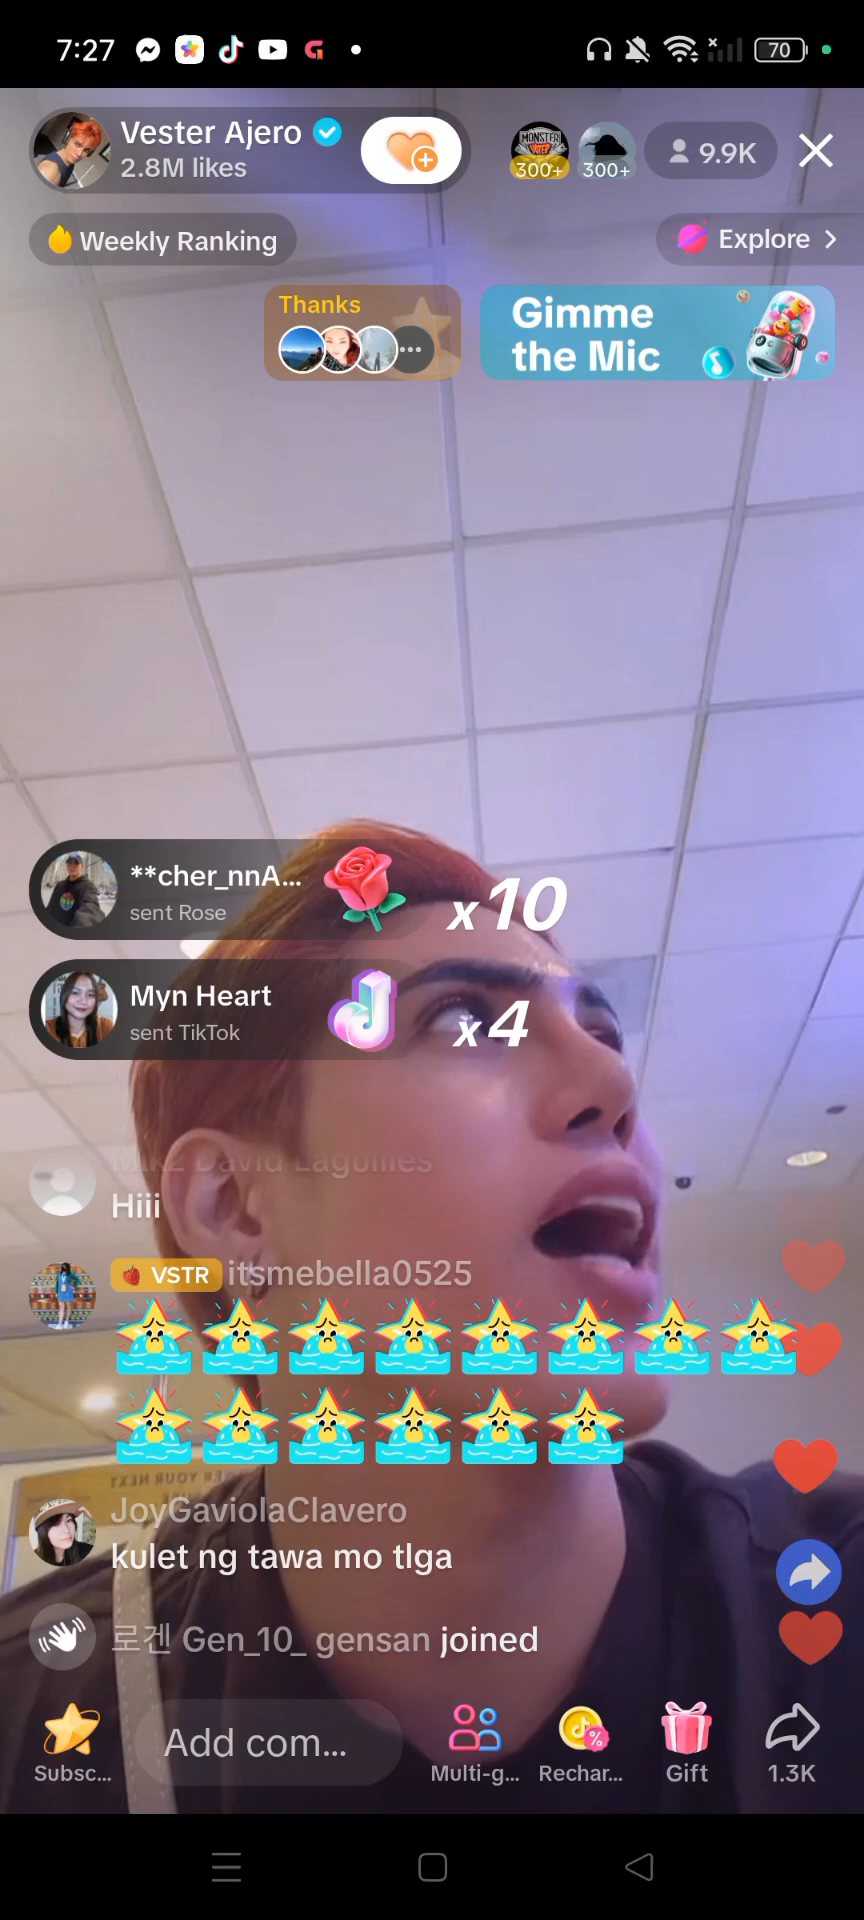 7:27
70
Vester Ajero
2.8M likes
MONSTER
300+
300+
9.9K
Weekly Ranking
Explore
Thanks
Gimme
the Mic
**cher_nnA...
sent Rose
x10
Myn Heart
sent TikTok
x4
Hiii
VSTR itsmebella0525
JoyGaviolaClavero
kulet ng tawa mo tlga
로겐 Gen_10_ gensan joined
Add com...
Subsc...
Multi-g...
Rechar...
Gift
1.3K